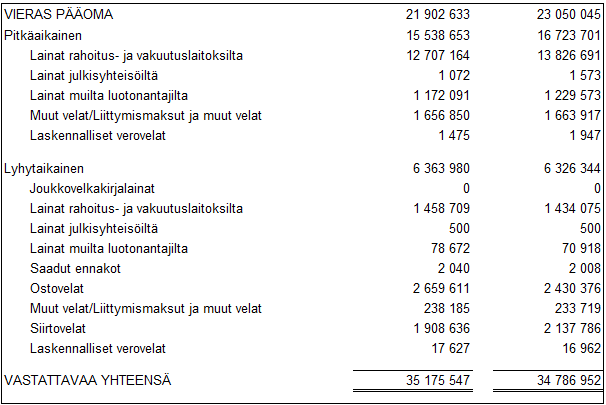 VIERAS PÄÄOMA 21 902 633 23 050 045
Pitkäaikainen 15 538 653 16 723 701
Lainat rahoitus- ja vakuutuslaitoksilta 12 707 164 13 826 691
Lainat julkisyhteisöiltä 1 072 1 573
Lainat muilta luotonantajilta 1 172 091 1 229 573
Muut velat/Liittymismaksut ja muut velat 1 656 850 1 663 917
Laskennalliset verovelat 1 475 1 947
Lyhytaikainen 6 363 980 6 326 344
Joukkovelkakirjalainat 0 0
Lainat rahoitus- ja vakuutuslaitoksilta 1 458 709 1 434 075
Lainat julkisyhteisöiltä 500 500
Lainat muilta luotonantajilta 78 672 70 918
Saadut ennakot 2 040 2 008
Ostovelat 2 659 611 2 430 376
Muut velat/Liittymismaksut ja muut velat 238 185 233 719
Siirtovelat 1 908 636 2 137 786
Laskennalliset verovelat 17 627 16 962
VASTATTAVAA YHTEENSÄ 35 175 547 34 786 952